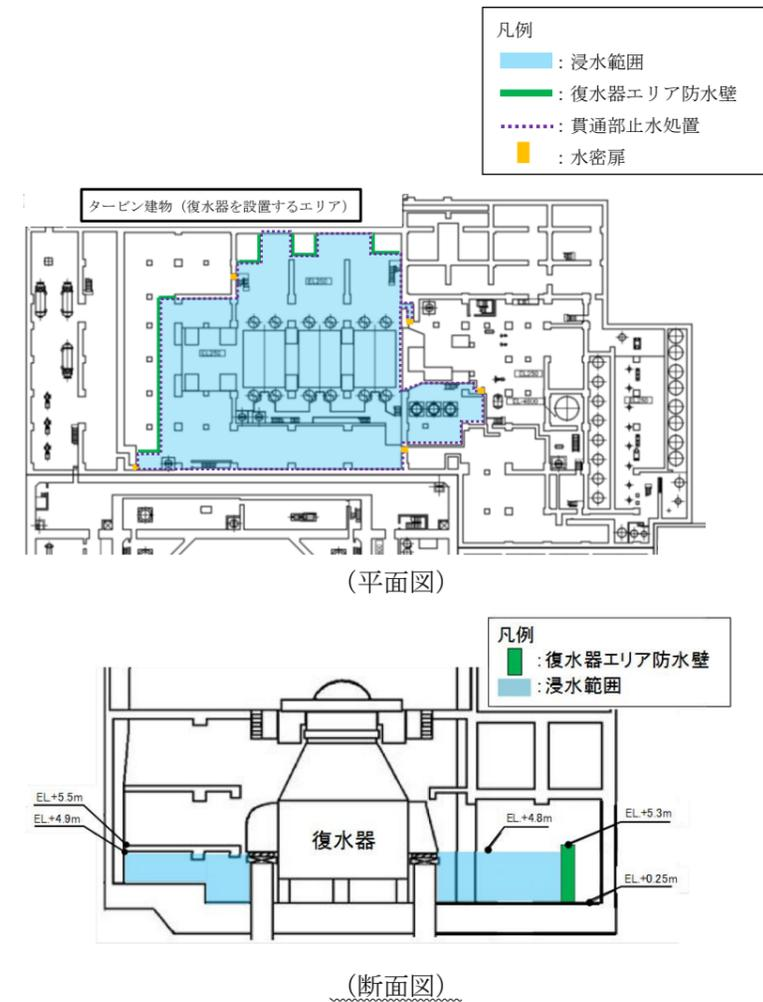 凡例
：浸水範囲
：復水器エリア防水壁
：貫通部止水処置
：水密扉
タービン建物（復水器を設置するエリア）
EL250
EL250
EL250
（平面図）
凡例
：復水器エリア防水壁
：浸水範囲
EL.+5.5m
EL.+4.9m
復水器
EL.+4.8m
EL.+5.3m
EL.+0.25m
（断面図）